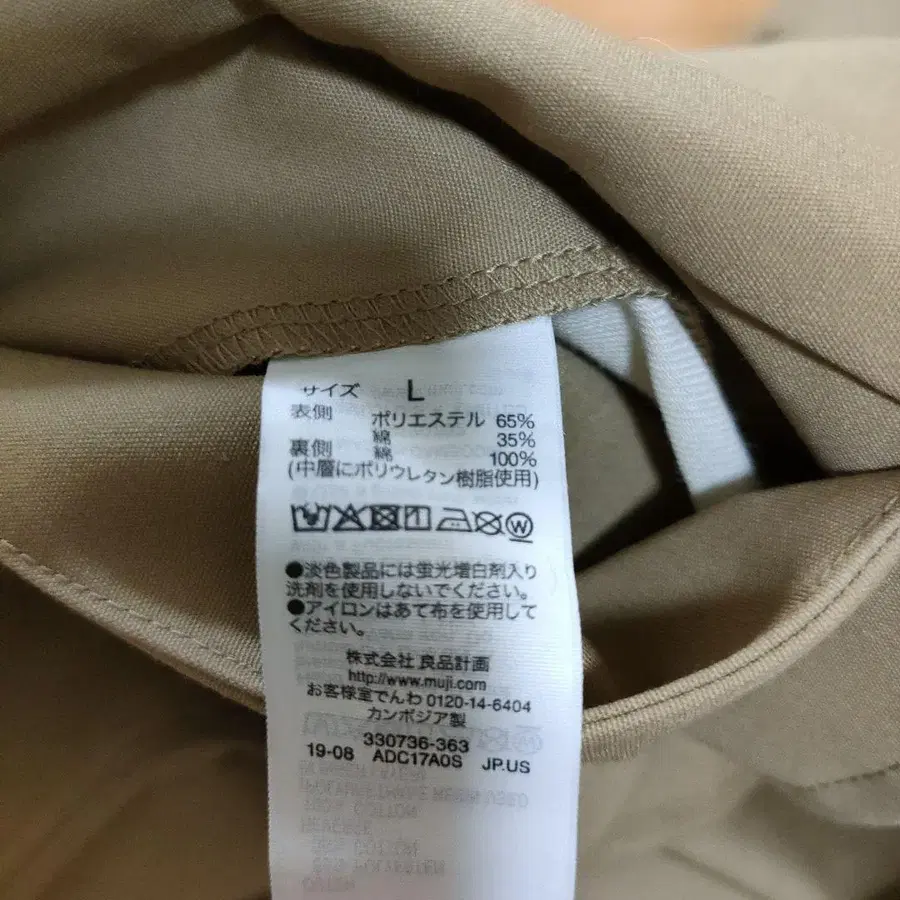 サイズ L
表側 ポリエステル 65%
綿 35%
裏側 綿 100%
(中層にポリウレタン樹脂使用)
W
●淡色製品には蛍光増白剤入り
洗剤を使用しないでください。
●アイロンはあて布を使用して
ください。
株式会社 良品計画
http://www.muji.com
お客様室でんわ 0120-14-6404
カンボジア製
330736-363
19-08 ADC17A0S JP.US